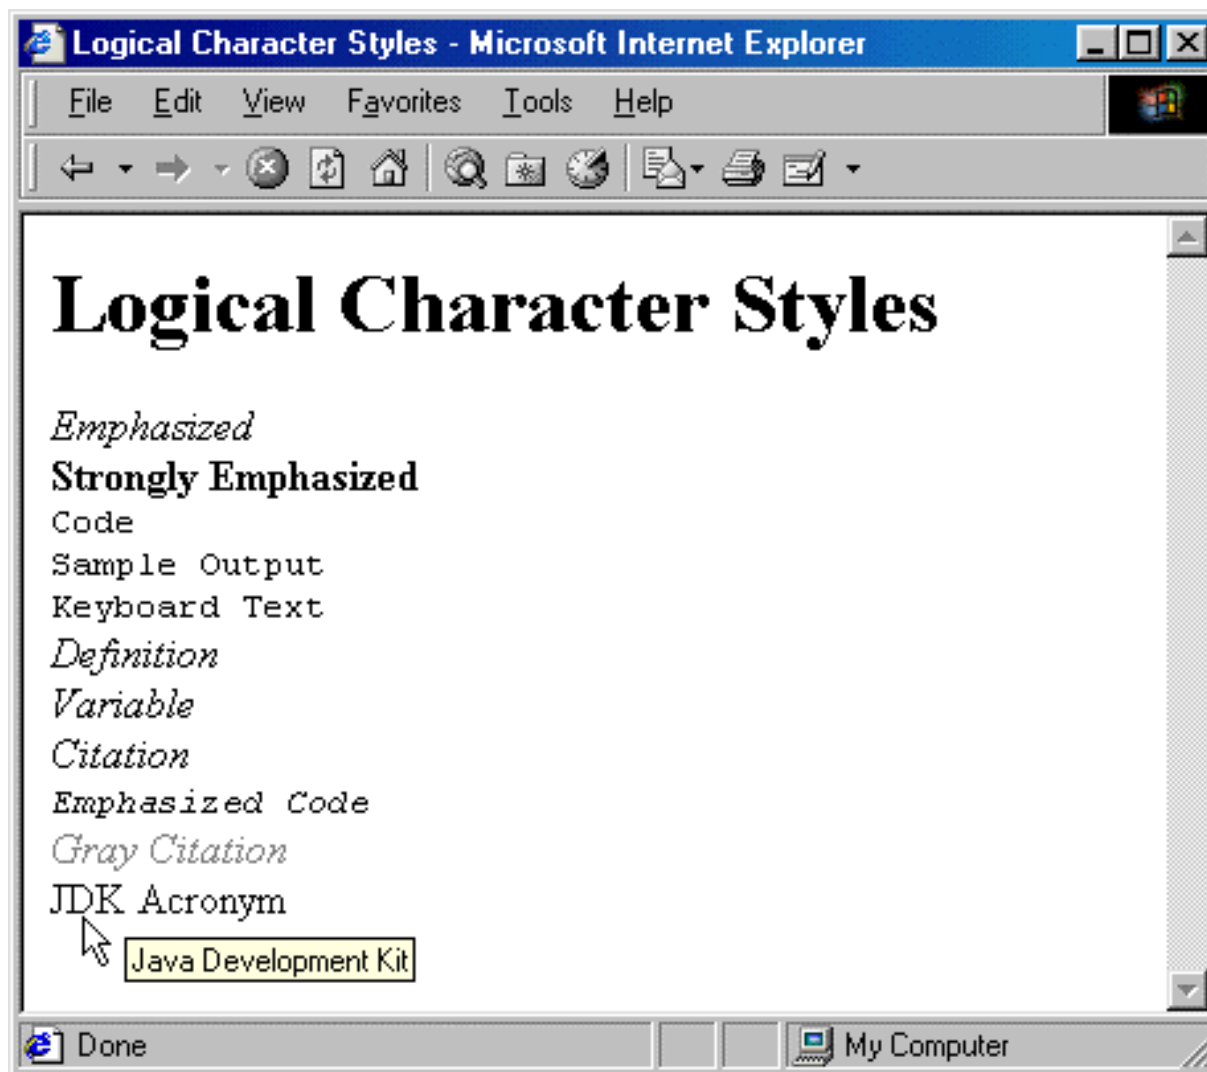 Logical Character Styles - Microsoft Internet Explorer
File Edit View Favorites Tools Help
Logical Character Styles
Emphasized
Strongly Emphasized
Code
Sample Output
Keyboard Text
Definition
Variable
Citation
Emphasized Code
Gray Citation
JDK Acronym
Java Development Kit
Done My Computer